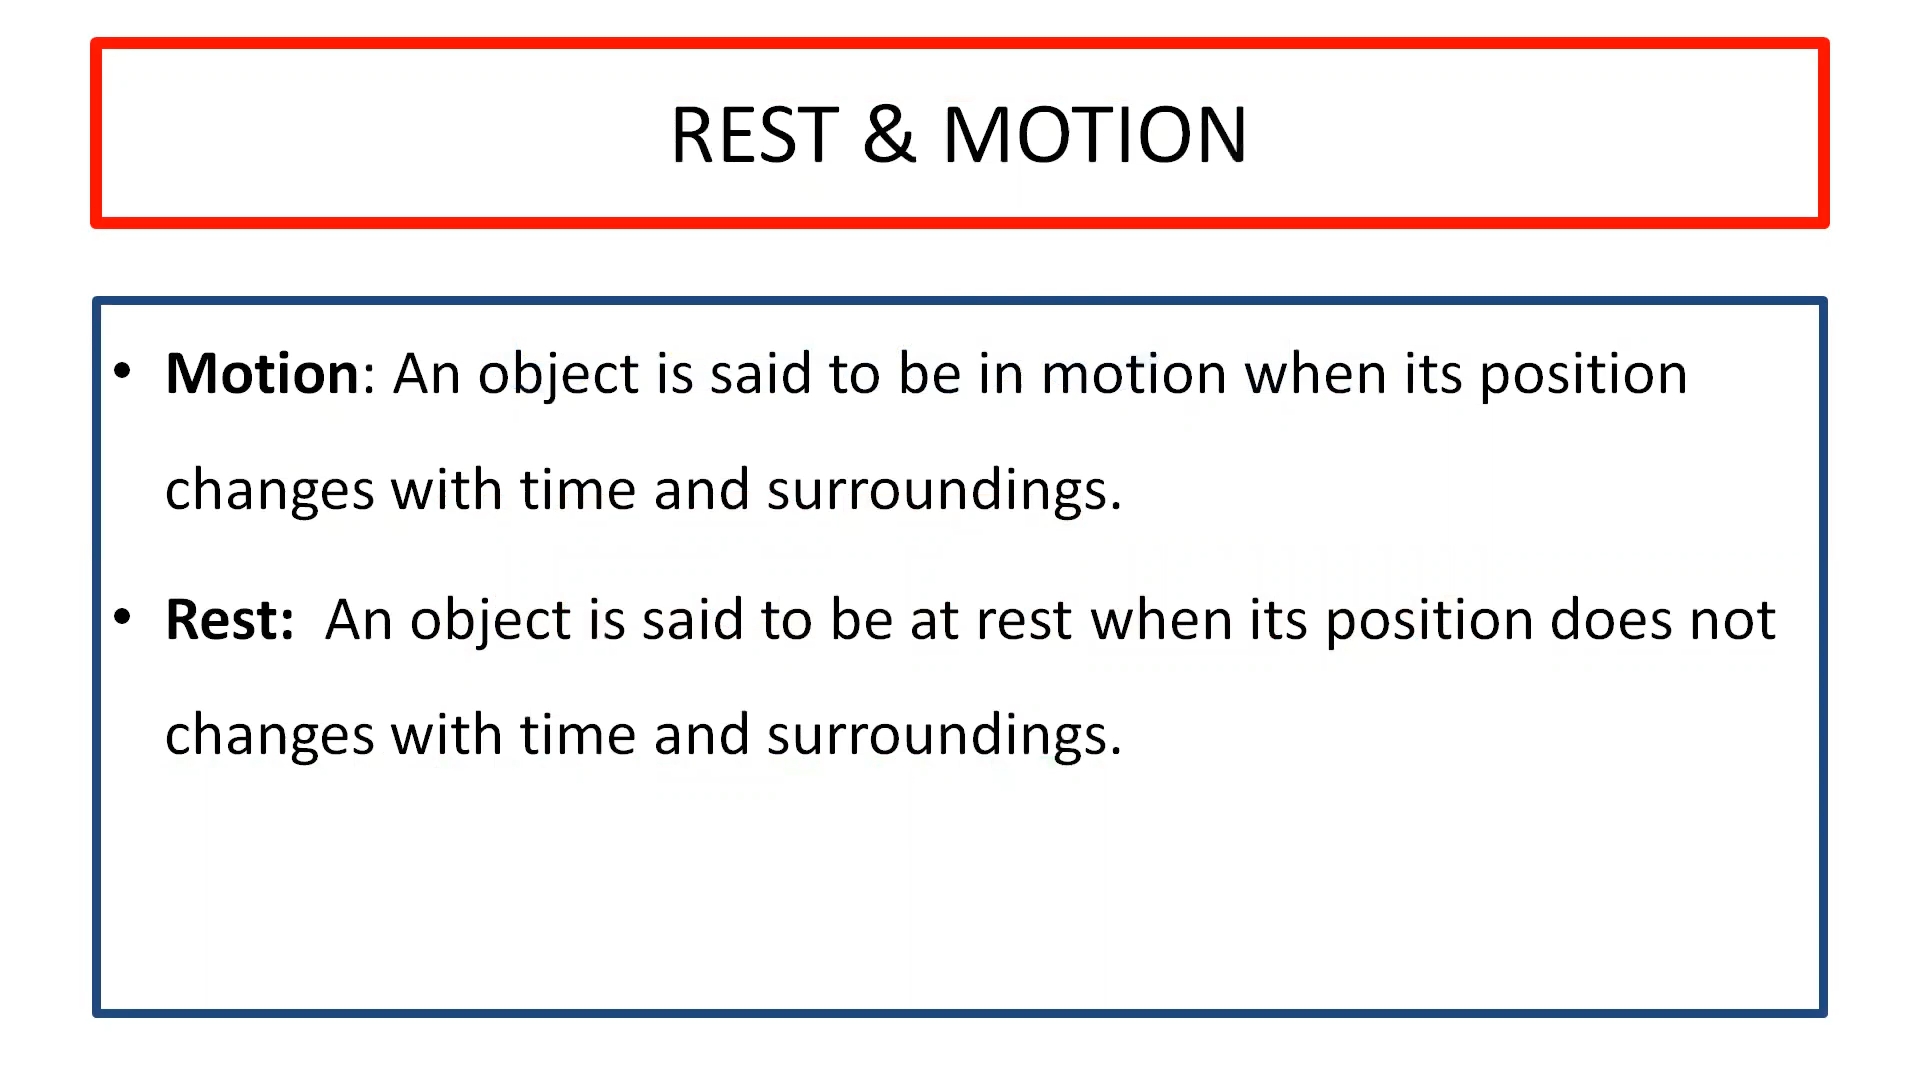 REST & MOTION
• Motion: An object is said to be in motion when its position
changes with time and surroundings.
• Rest:  An object is said to be at rest when its position does not
changes with time and surroundings.